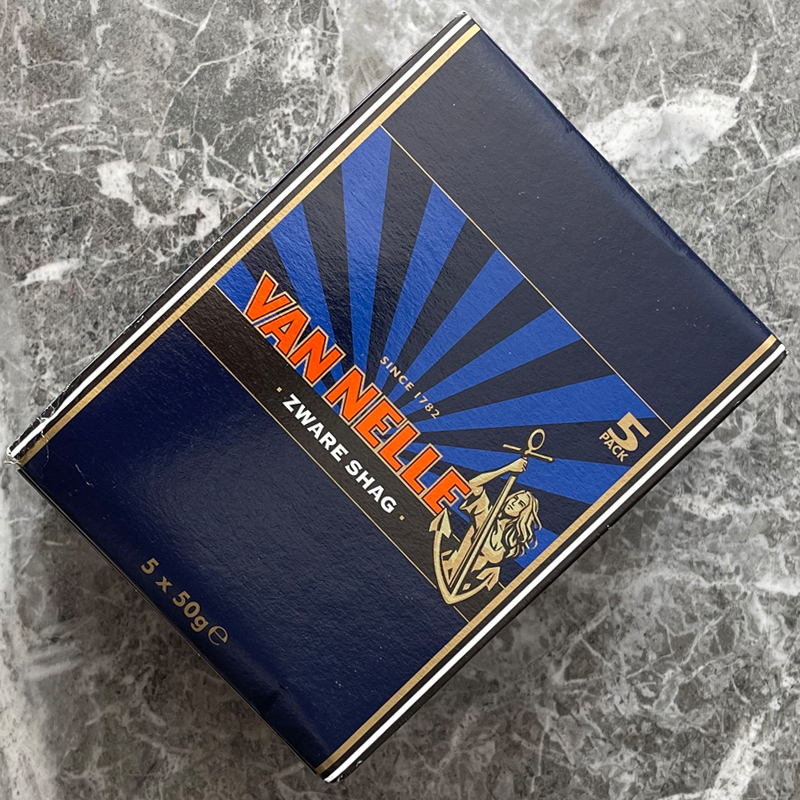 5
PACK
SINCE 1782
VAN NELLE
· ZWARE SHAG ·
5 x 50g ℮